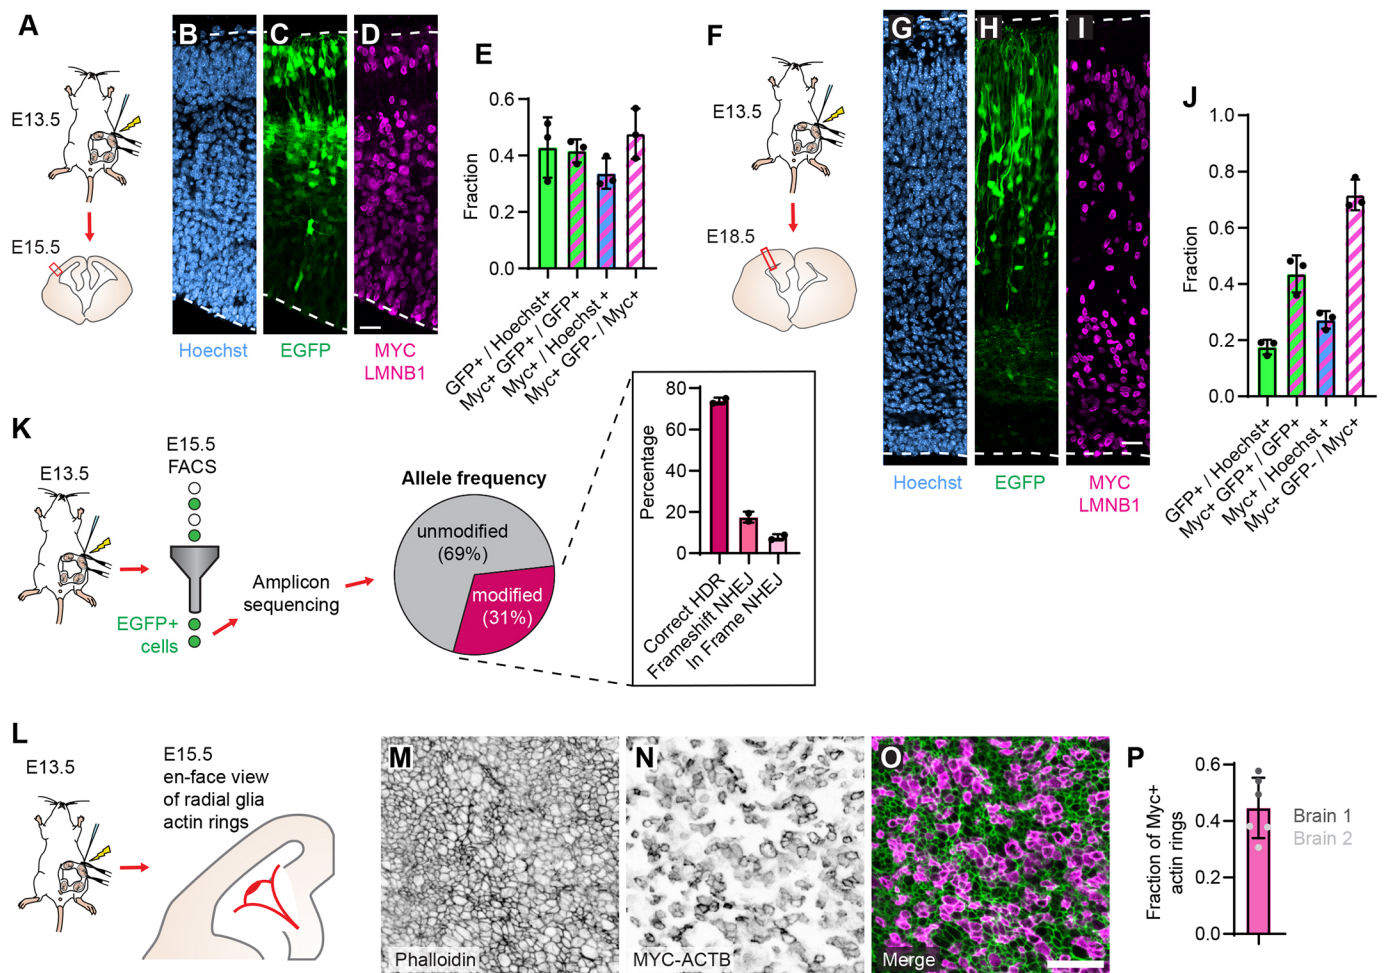 A
E13.5
E15.5
B
Hoechst
C
EGFP
D
MYC
LMNB1
E
Fraction
0.6
0.4
0.2
0.0
GFP+ / Hoechst+
Myc+ GFP+ / GFP+
Myc+ / Hoechst +
Myc+ GFP- / Myc+
F
E13.5
E18.5
G
Hoechst
H
EGFP
I
MYC
LMNB1
J
Fraction
1.0
0.8
0.6
0.4
0.2
0.0
GFP+ / Hoechst+
Myc+ GFP+ / GFP+
Myc+ / Hoechst +
Myc+ GFP- / Myc+
K
E13.5
E15.5
FACS
EGFP+
cells
Amplicon
sequencing
Allele frequency
unmodified
(69%)
modified
(31%)
Percentage
80
60
40
20
0
Correct HDR
Frameshift NHEJ
In Frame NHEJ
L
E13.5
E15.5
en-face view
of radial glia
actin rings
M
Phalloidin
N
MYC-ACTB
O
Merge
P
Fraction of Myc+
actin rings
0.6
0.4
0.2
0.0
Brain 1
Brain 2